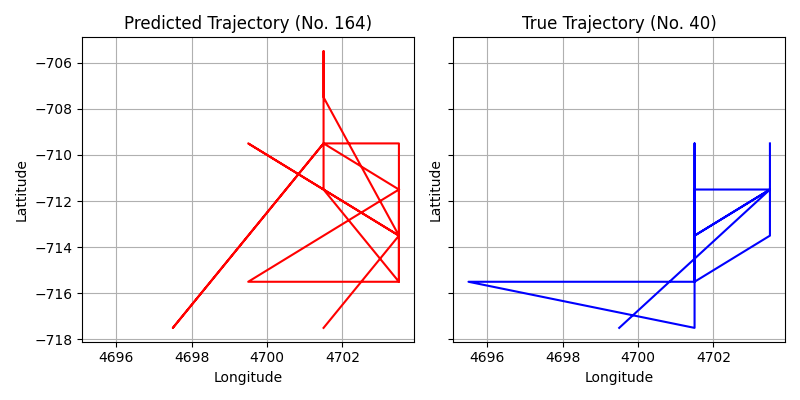 Predicted Trajectory (No. 164)
True Trajectory (No. 40)
Lattitude
−706
−708
−710
−712
−714
−716
−718
4696
4698
4700
4702
Longitude
Lattitude
4696
4698
4700
4702
Longitude